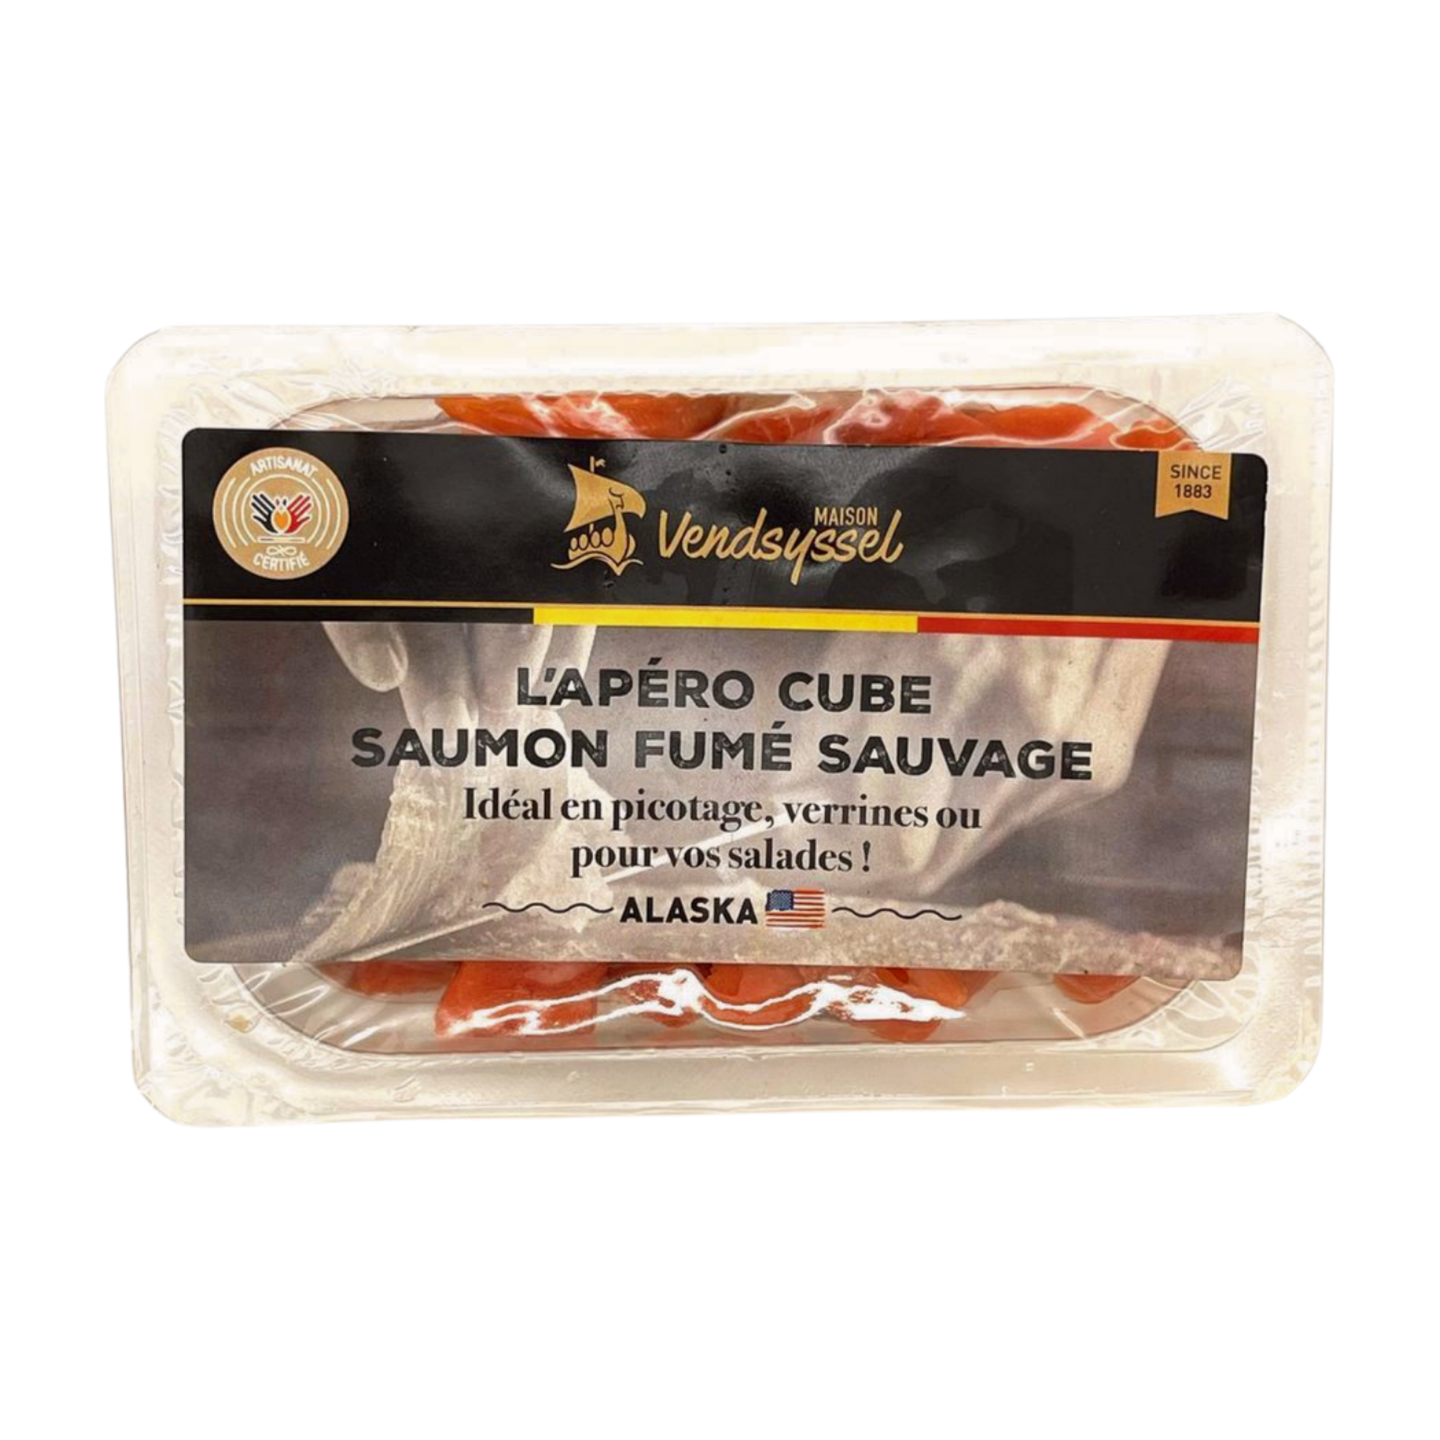 ARTISANAT
CERTIFIÉ
MAISON
Vendsyssel
SINCE
1883
L'APÉRO CUBE
SAUMON FUMÉ SAUVAGE
Idéal en picotage, verrines ou
pour vos salades !
ALASKA